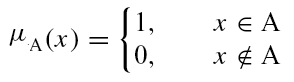 μ_A(x) = { 1,  x ∈ A
0,  x ∉ A